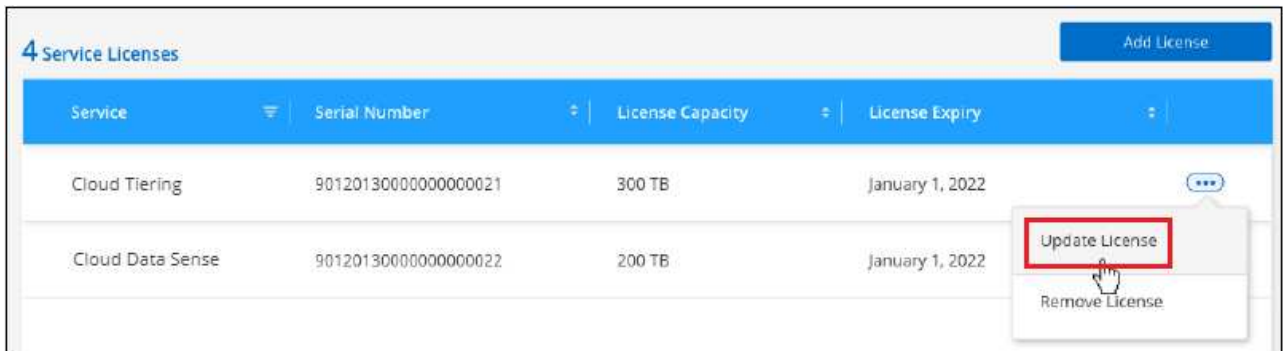 4 Service Licenses
Add License
Service Serial Number License Capacity License Expiry
Cloud Tiering 90120130000000000021 300 TB January 1, 2022
Update License
Cloud Data Sense 90120130000000000022 200 TB January 1, 2022
Remove License